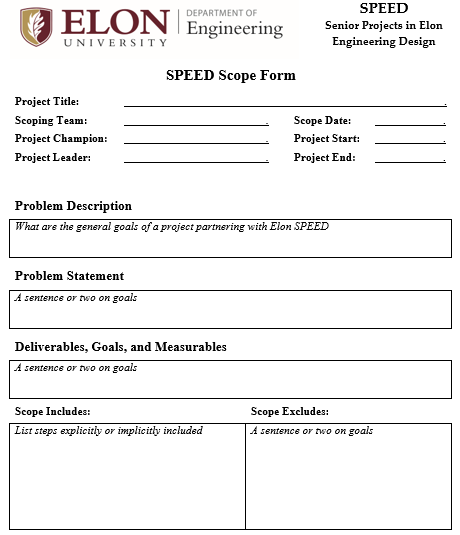 ELON
UNIVERSITY
DEPARTMENT OF
Engineering
SPEED
Senior Projects in Elon
Engineering Design
SPEED Scope Form
Project Title: .
Scoping Team: . Scope Date: .
Project Champion: . Project Start: .
Project Leader: . Project End: .
Problem Description
What are the general goals of a project partnering with Elon SPEED
Problem Statement
A sentence or two on goals
Deliverables, Goals, and Measurables
A sentence or two on goals
Scope Includes: Scope Excludes:
List steps explicitly or implicitly included A sentence or two on goals